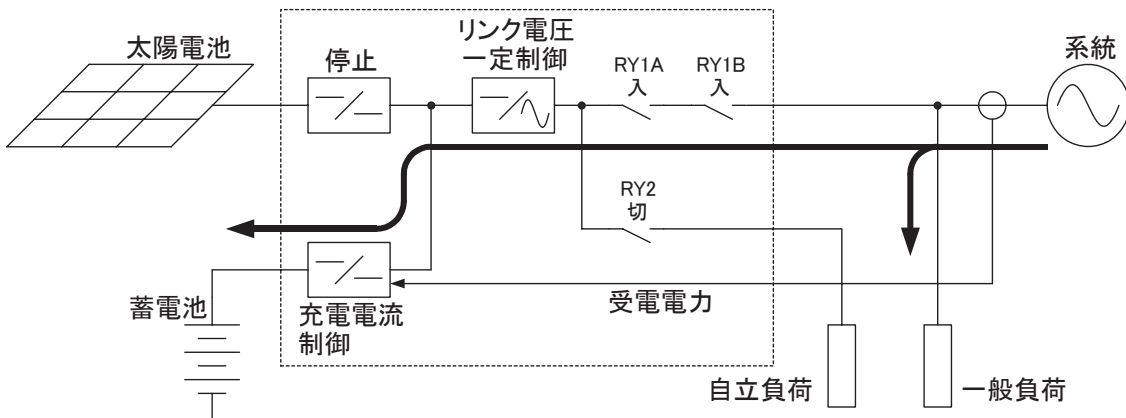 太陽電池
停止
リンク電圧
一定制御
RY1A
入
RY1B
入
系統
RY2
切
蓄電池
充電電流
制御
受電電力
自立負荷
一般負荷